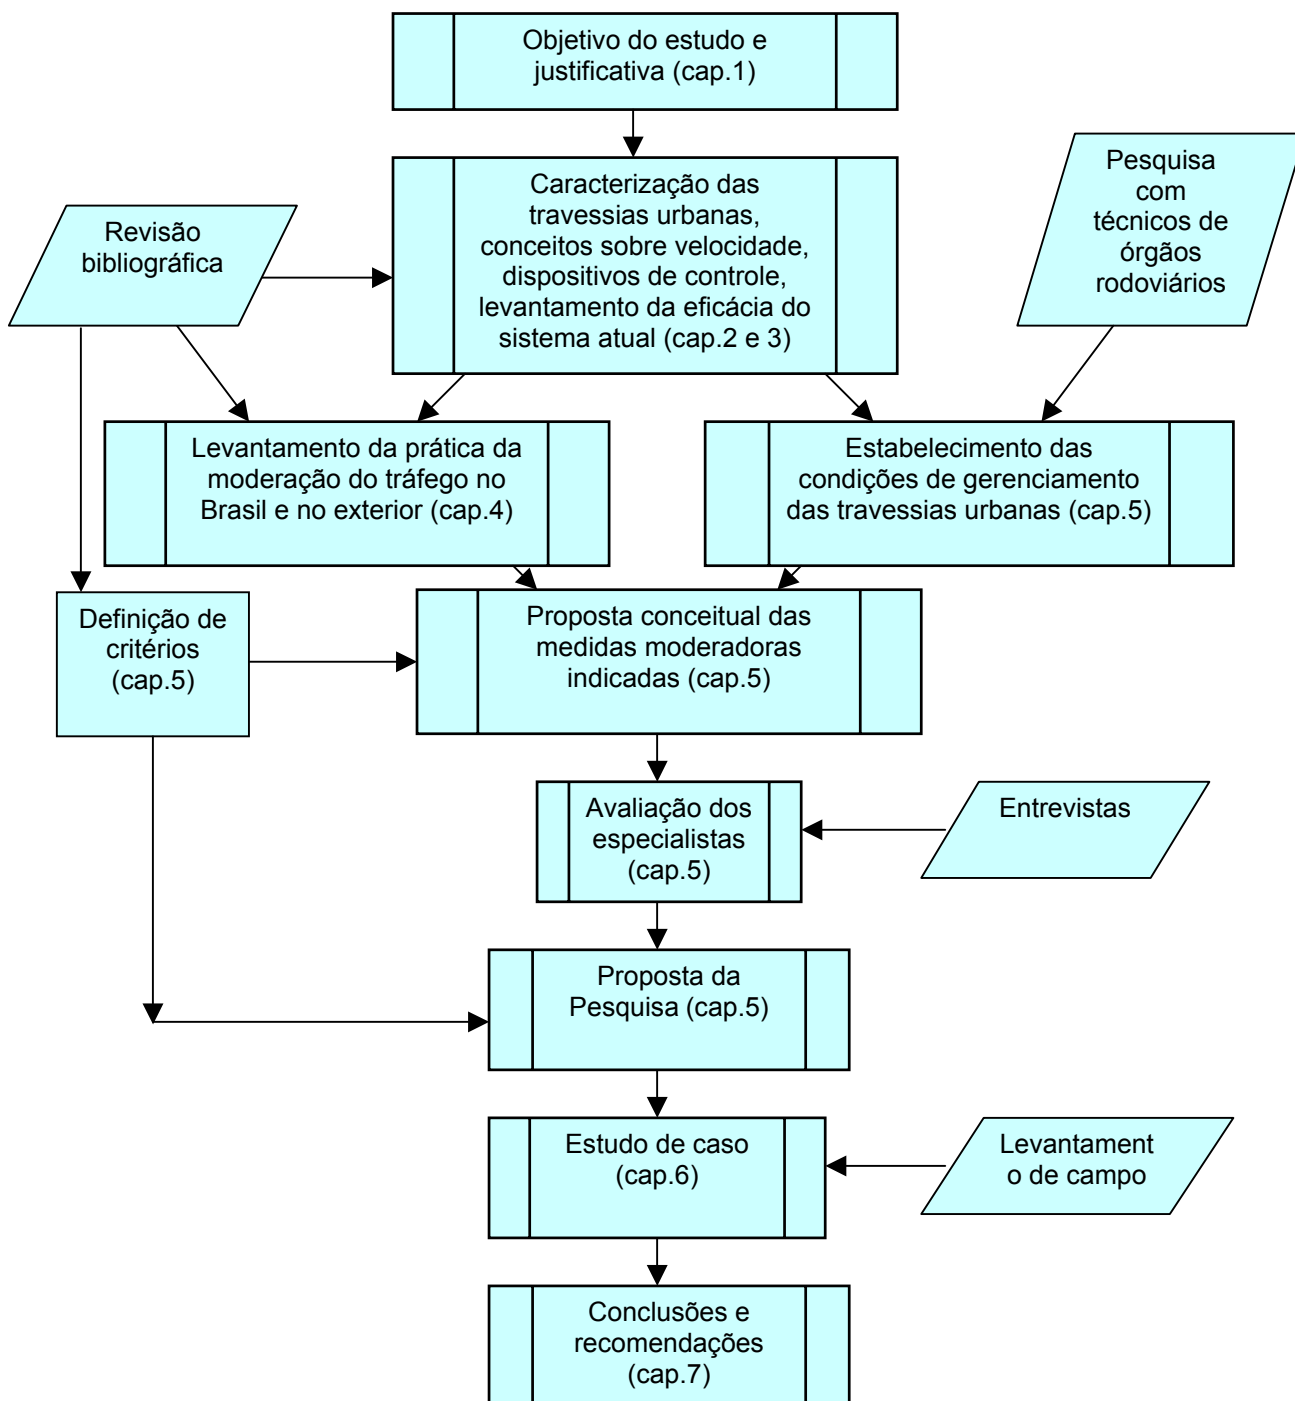 Objetivo do estudo e
justificativa (cap.1)
Caracterização das
travessias urbanas,
conceitos sobre velocidade,
dispositivos de controle,
levantamento da eficácia do
sistema atual (cap.2 e 3)
Revisão
bibliográfica
Pesquisa
com
técnicos de
órgãos
rodoviários
Levantamento da prática da
moderação do tráfego no
Brasil e no exterior (cap.4)
Estabelecimento das
condições de gerenciamento
das travessias urbanas (cap.5)
Definição de
critérios
(cap.5)
Proposta conceitual das
medidas moderadoras
indicadas (cap.5)
Avaliação dos
especialistas
(cap.5)
Entrevistas
Proposta da
Pesquisa (cap.5)
Estudo de caso
(cap.6)
Levantament
o de campo
Conclusões e
recomendações
(cap.7)